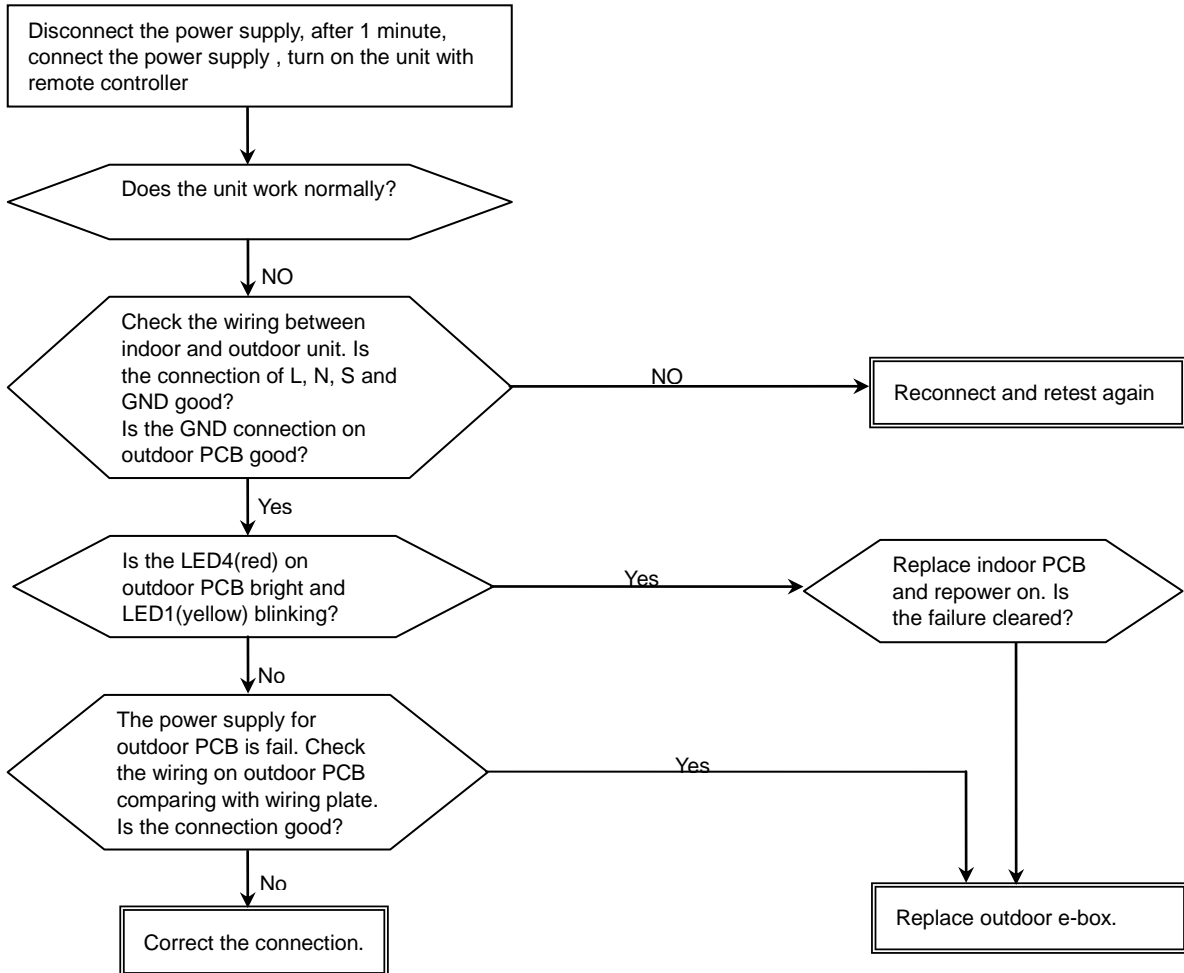 Disconnect the power supply, after 1 minute,
connect the power supply , turn on the unit with
remote controller
Does the unit work normally?
NO
Check the wiring between
indoor and outdoor unit. Is
the connection of L, N, S and
GND good?
Is the GND connection on
outdoor PCB good?
NO
Reconnect and retest again
Yes
Is the LED4(red) on
outdoor PCB bright and
LED1(yellow) blinking?
Yes
Replace indoor PCB
and repower on. Is
the failure cleared?
No
The power supply for
outdoor PCB is fail. Check
the wiring on outdoor PCB
comparing with wiring plate.
Is the connection good?
Yes
No
Correct the connection.
Replace outdoor e-box.